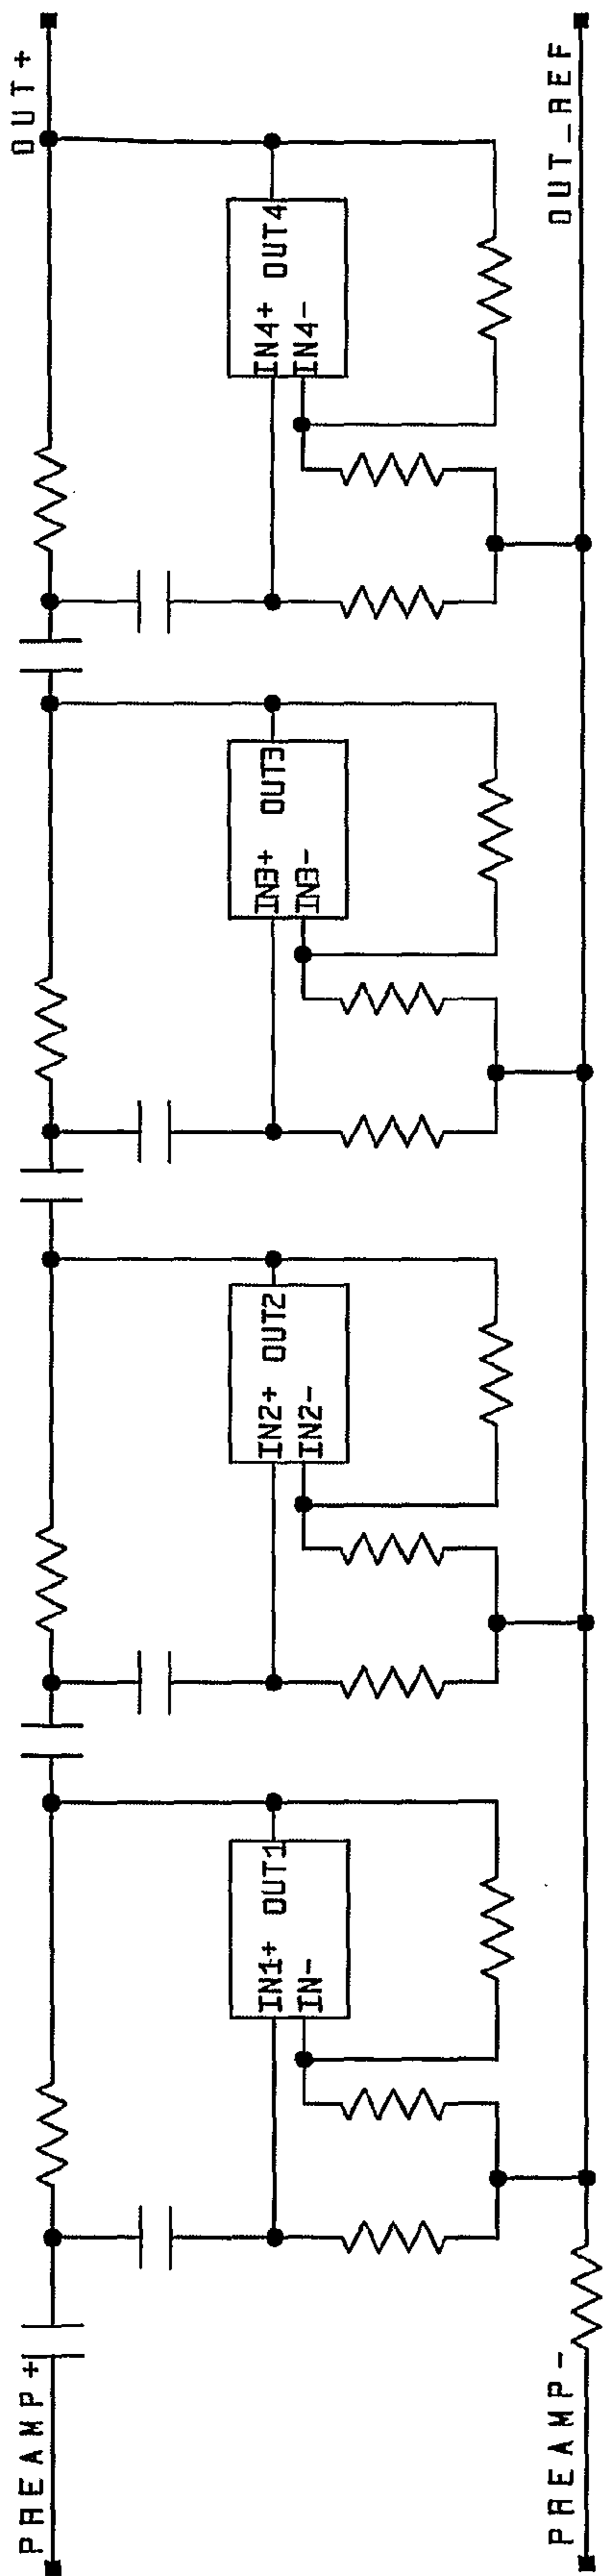 OUT+
OUT_REF
OUT4
IN4+
IN4-
OUT3
IN3+
IN3-
OUT2
IN2+
IN2-
OUT1
IN1+
IN-
PREAMP+
PREAMP-